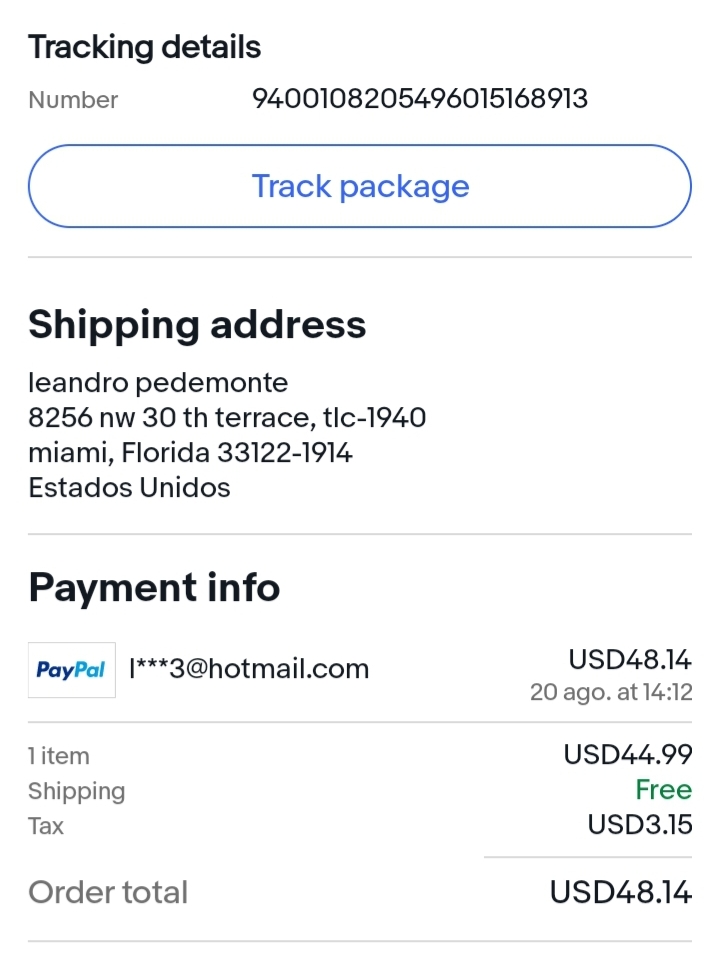 Tracking details
Number 9400108205496015168913
Track package
Shipping address
leandro pedemonte
8256 nw 30 th terrace, tlc-1940
miami, Florida 33122-1914
Estados Unidos
Payment info
PayPal l***3@hotmail.com USD48.14
20 ago. at 14:12
1 item USD44.99
Shipping Free
Tax USD3.15
Order total USD48.14